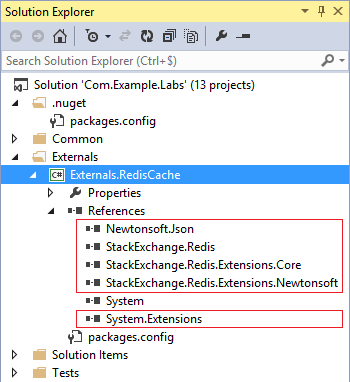 Solution Explorer
Search Solution Explorer (Ctrl+$)
Solution 'Com.Example.Labs' (13 projects)
.nuget
packages.config
Common
Externals
C# Externals.RedisCache
Properties
References
Newtonsoft.Json
StackExchange.Redis
StackExchange.Redis.Extensions.Core
StackExchange.Redis.Extensions.Newtonsoft
System
System.Extensions
packages.config
Solution Items
Tests